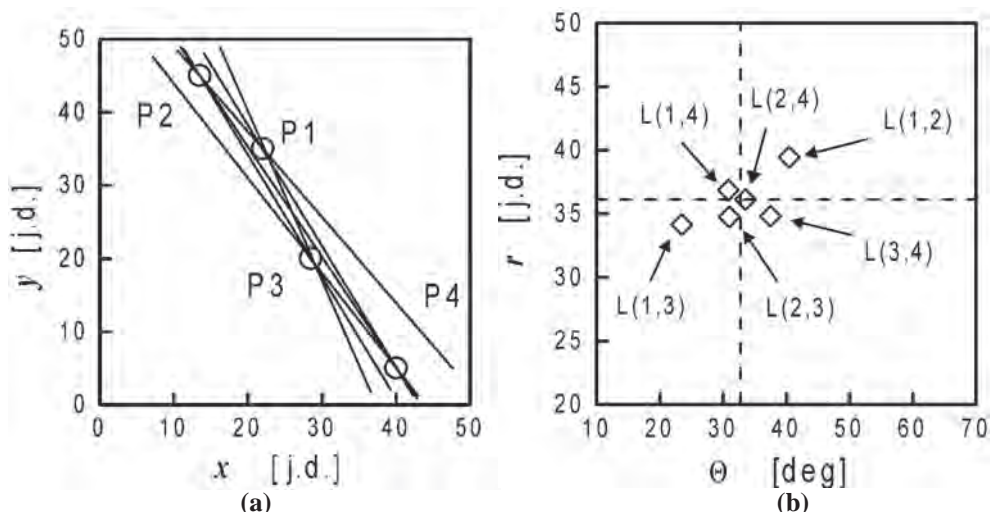 50
40
30
20
10
0
y [j.d.]
P2
P1
P3
P4
0 10 20 30 40 50
x [j.d.]
(a)
50
45
40
35
30
25
20
r [j.d.]
L(1,4)
L(2,4)
L(1,2)
L(1,3)
L(2,3)
L(3,4)
10 20 30 40 50 60 70
Θ [deg]
(b)